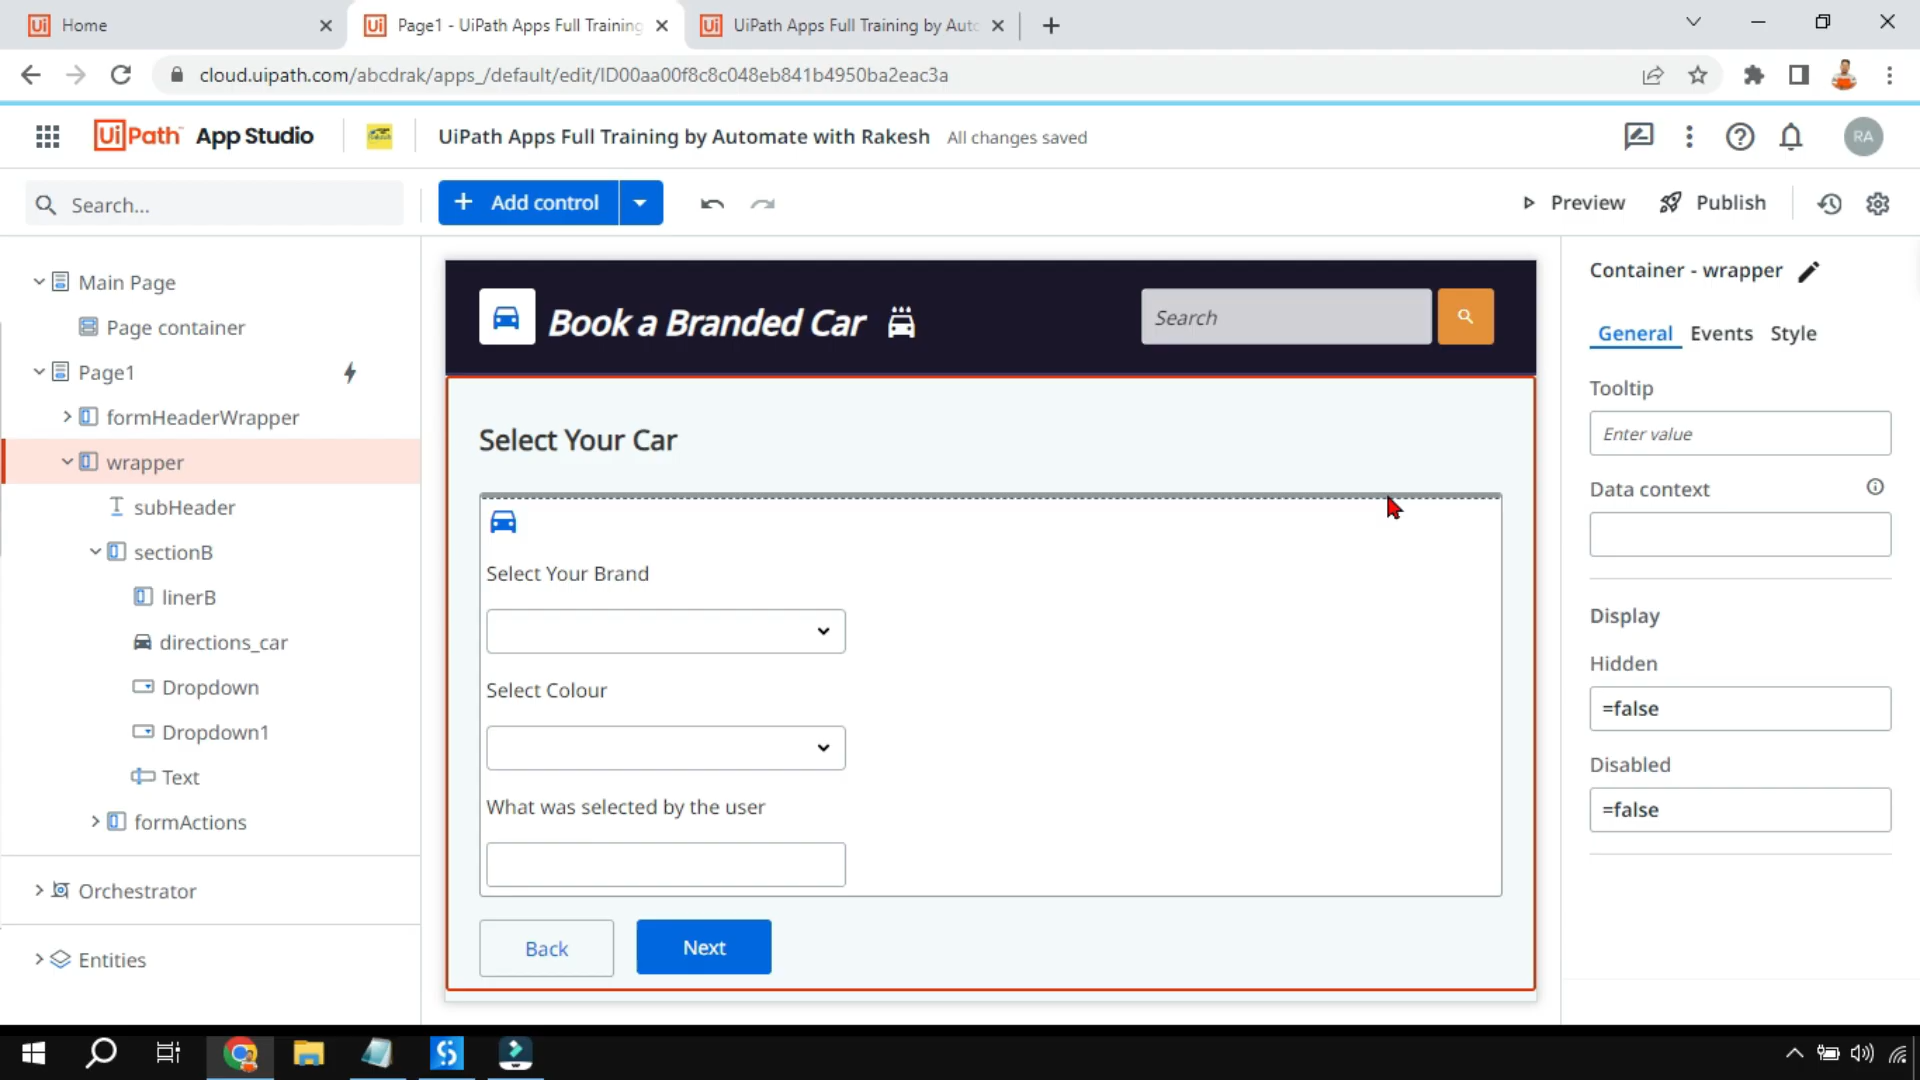 Home
Page1 - UiPath Apps Full Training
UiPath Apps Full Training by Auto
cloud.uipath.com/abcdrak/apps_/default/edit/ID00aa00f8c8c048eb841b4950ba2eac3a
UiPath App Studio
UiPath Apps Full Training by Automate with Rakesh
All changes saved
RA
Search...
Add control
Preview
Publish
Main Page
Page container
Page1
formHeaderWrapper
wrapper
subHeader
sectionB
linerB
directions_car
Dropdown
Dropdown1
Text
formActions
Orchestrator
Entities
Book a Branded Car
Search
Select Your Car
Select Your Brand
Select Colour
What was selected by the user
Back
Next
Container - wrapper
General
Events
Style
Tooltip
Enter value
Data context
Display
Hidden
=false
Disabled
=false